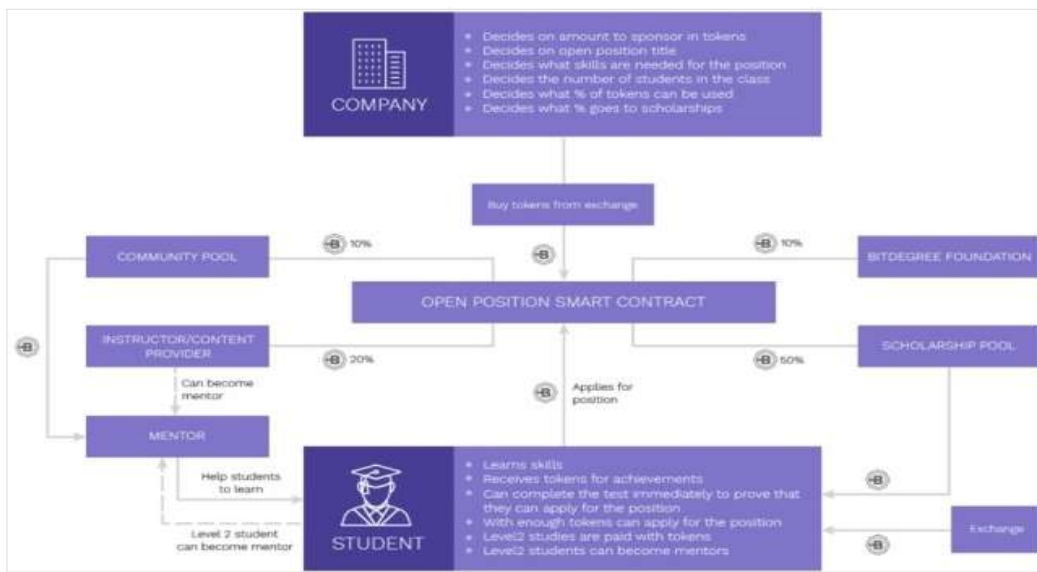 Decides on amount to sponsor in tokens
Decides on open position title
Decides what skills are needed for the position
Decides the number of students in the class
Decides what % of tokens can be used
Decides what % goes to scholarships
COMPANY
Buy tokens from exchange
B 10%
B
B 10%
COMMUNITY POOL
BITDEGREE FOUNDATION
OPEN POSITION SMART CONTRACT
B
INSTRUCTOR/CONTENT
PROVIDER
B 20%
B 50%
SCHOLARSHIP POOL
Can become
mentor
B
Applies for
position
MENTOR
Help students
to learn
Level 2 student
can become mentor
Learns skills
Receives tokens for achievements
Can complete the test immediately to prove that
they can apply for the position
With enough tokens can apply for the position
Level2 studies are paid with tokens
Level2 students can become mentors
STUDENT
B
B
Exchange